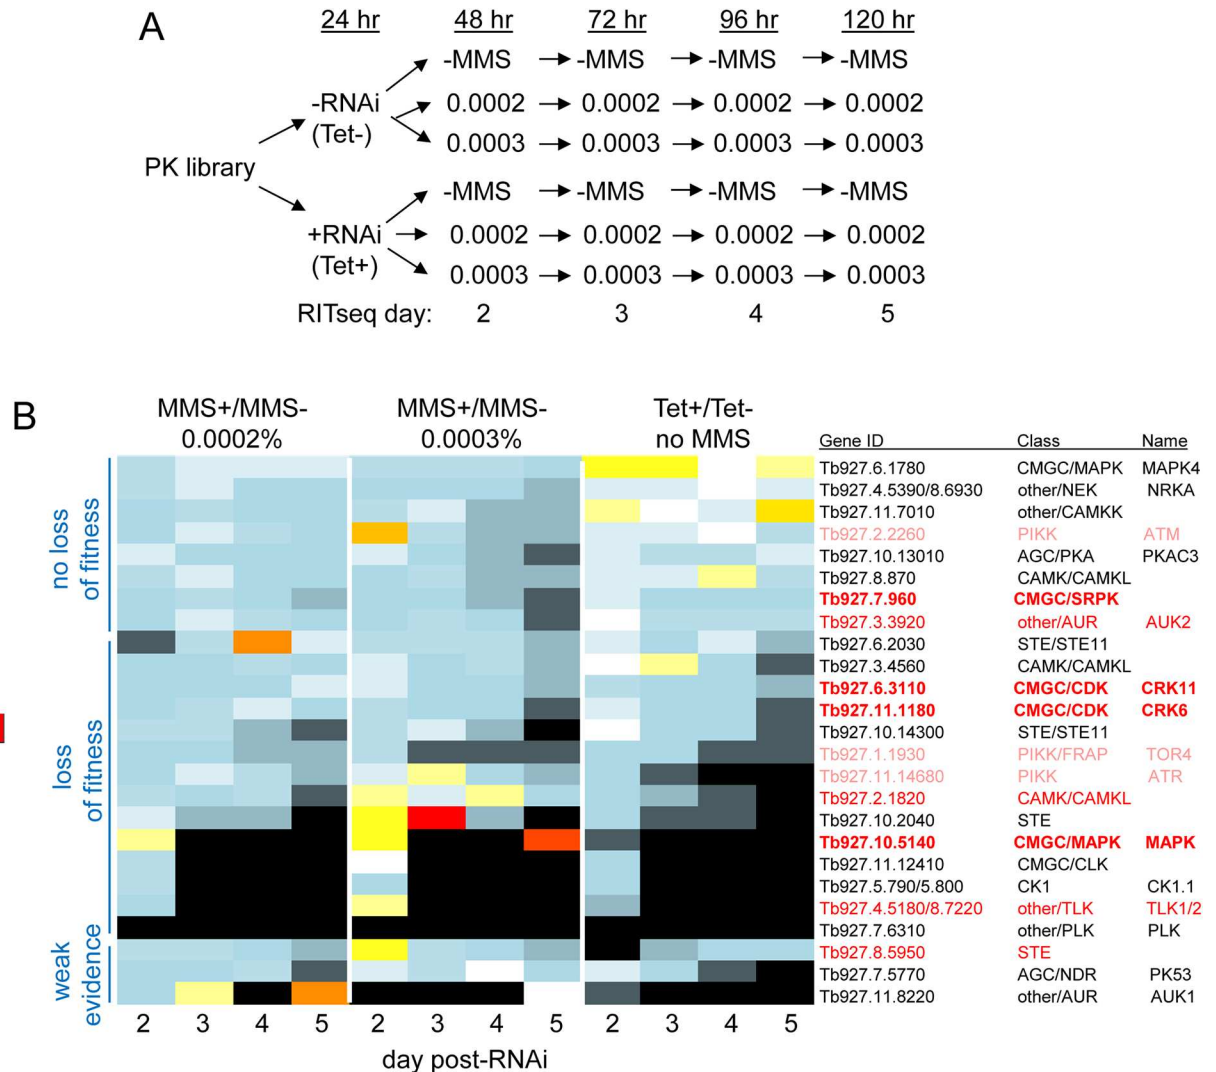 A
24 hr 48 hr 72 hr 96 hr 120 hr
-MMS -MMS -MMS -MMS
-RNAi 0.0002 0.0002 0.0002 0.0002
(Tet-) 0.0003 0.0003 0.0003 0.0003
PK library
-MMS -MMS -MMS -MMS
+RNAi 0.0002 0.0002 0.0002 0.0002
(Tet+) 0.0003 0.0003 0.0003 0.0003
RITseq day: 2 3 4 5
B
MMS+/MMS- MMS+/MMS- Tet+/Tet-
0.0002% 0.0003% no MMS
Gene ID Class Name
no loss
of fitness
Tb927.6.1780 CMGC/MAPK MAPK4
Tb927.4.5390/8.6930 other/NEK NRKA
Tb927.11.7010 other/CAMKK
Tb927.2.2260 PIKK ATM
Tb927.10.13010 AGC/PKA PKAC3
Tb927.8.870 CAMK/CAMKL
Tb927.7.960 CMGC/SRPK
Tb927.3.3920 other/AUR AUK2
loss
of fitness
Tb927.6.2030 STE/STE11
Tb927.3.4560 CAMK/CAMKL
Tb927.6.3110 CMGC/CDK CRK11
Tb927.11.1180 CMGC/CDK CRK6
Tb927.10.14300 STE/STE11
Tb927.1.1930 PIKK/FRAP TOR4
Tb927.11.14680 PIKK ATR
Tb927.2.1820 CAMK/CAMKL
Tb927.10.2040 STE
Tb927.10.5140 CMGC/MAPK MAPK
Tb927.11.12410 CMGC/CLK
Tb927.5.790/5.800 CK1 CK1.1
Tb927.4.5180/8.7220 other/TLK TLK1/2
Tb927.7.6310 other/PLK PLK
weak
evidence
Tb927.8.5950 STE
Tb927.7.5770 AGC/NDR PK53
Tb927.11.8220 other/AUR AUK1
2 3 4 5 2 3 4 5 2 3 4 5
day post-RNAi